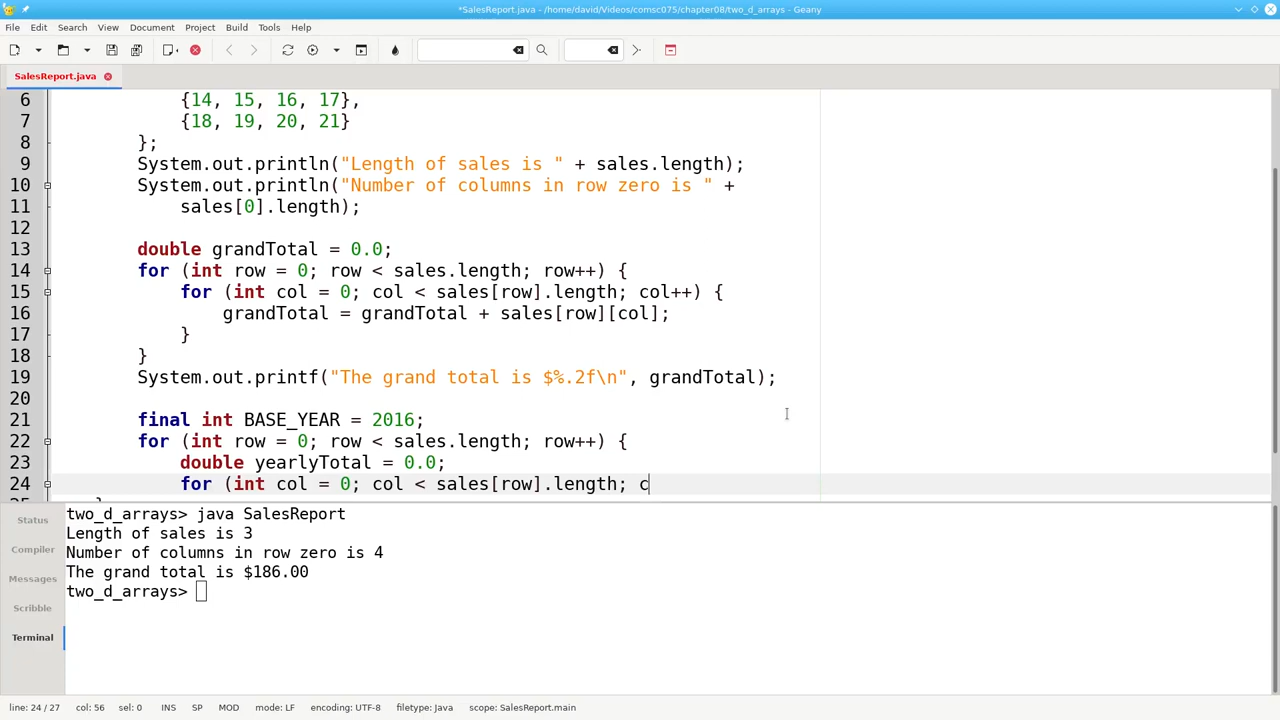 *SalesReport.java - /home/david/Videos/comsc075/chapter08/two_d_arrays - Geany
File Edit Search View Document Project Build Tools Help
SalesReport.java
6 {14, 15, 16, 17},
7 {18, 19, 20, 21}
8 };
9 System.out.println("Length of sales is " + sales.length);
10 System.out.println("Number of columns in row zero is " +
11 sales[0].length);
12
13 double grandTotal = 0.0;
14 for (int row = 0; row < sales.length; row++) {
15 for (int col = 0; col < sales[row].length; col++) {
16 grandTotal = grandTotal + sales[row][col];
17 }
18 }
19 System.out.printf("The grand total is $%.2f\n", grandTotal);
20
21 final int BASE_YEAR = 2016;
22 for (int row = 0; row < sales.length; row++) {
23 double yearlyTotal = 0.0;
24 for (int col = 0; col < sales[row].length; c
Status
Compiler
Messages
Scribble
Terminal
two_d_arrays> java SalesReport
Length of sales is 3
Number of columns in row zero is 4
The grand total is $186.00
two_d_arrays>
line: 24 / 27 col: 56 sel: 0 INS SP MOD mode: LF encoding: UTF-8 filetype: Java scope: SalesReport.main